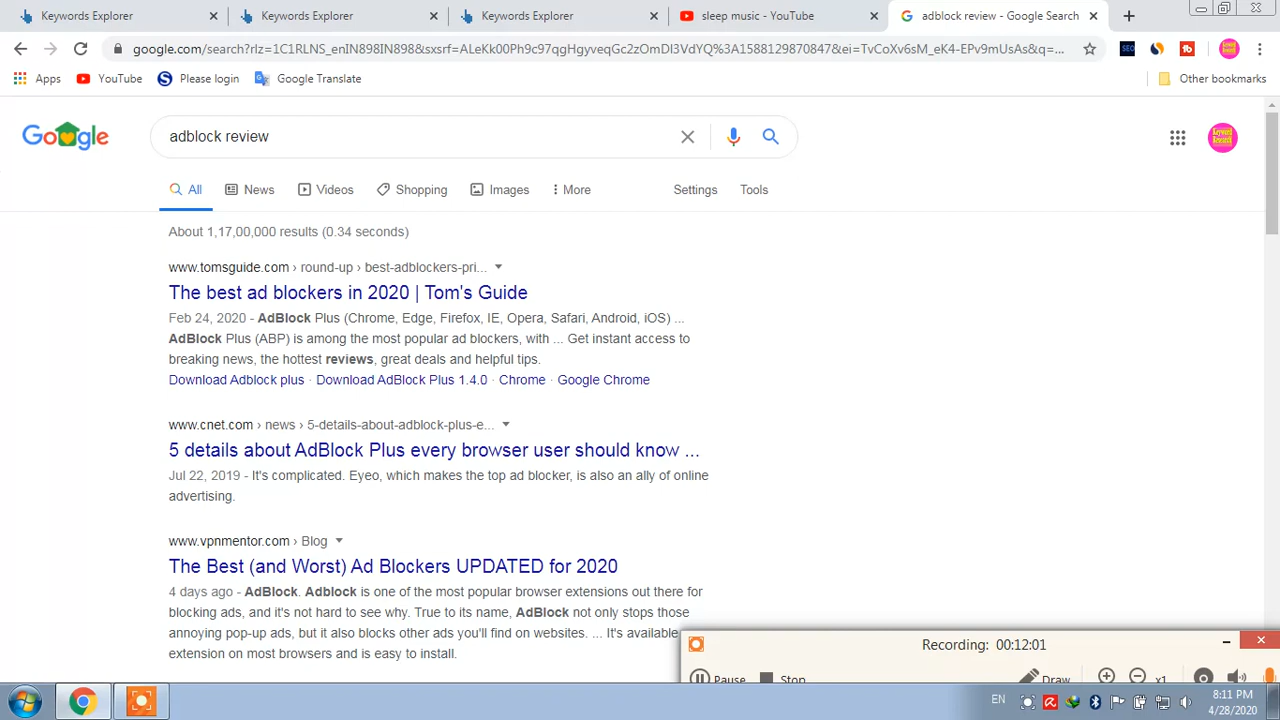 Keywords Explorer
Keywords Explorer
Keywords Explorer
sleep music - YouTube
adblock review - Google Search
google.com/search?rlz=1C1RLNS_enIN898IN898&sxsrf=ALeKk00Ph9c97qgHgyveqGc2zOmDI3VdYQ%3A1588129870847&ei=TvCoXv6sM_eK4-EPv9mUsAs&q=...
SEO
Apps
YouTube
Please login
Google Translate
Other bookmarks
Google
adblock review
Keyword Research
All
News
Videos
Shopping
Images
More
Settings
Tools
About 1,17,00,000 results (0.34 seconds)
www.tomsguide.com › round-up › best-adblockers-pri...
The best ad blockers in 2020 | Tom's Guide
Feb 24, 2020 - AdBlock Plus (Chrome, Edge, Firefox, IE, Opera, Safari, Android, iOS) ...
AdBlock Plus (ABP) is among the most popular ad blockers, with ... Get instant access to
breaking news, the hottest reviews, great deals and helpful tips.
Download Adblock plus · Download AdBlock Plus 1.4.0 · Chrome · Google Chrome
www.cnet.com › news › 5-details-about-adblock-plus-e...
5 details about AdBlock Plus every browser user should know ...
Jul 22, 2019 - It's complicated. Eyeo, which makes the top ad blocker, is also an ally of online
advertising.
www.vpnmentor.com › Blog
The Best (and Worst) Ad Blockers UPDATED for 2020
4 days ago - AdBlock. Adblock is one of the most popular browser extensions out there for
blocking ads, and it's not hard to see why. True to its name, AdBlock not only stops those
annoying pop-up ads, but it also blocks other ads you'll find on websites. ... It's available
extension on most browsers and is easy to install.
Recording: 00:12:01
Pause
Stop
Draw
x1
EN
8:11 PM
4/28/2020